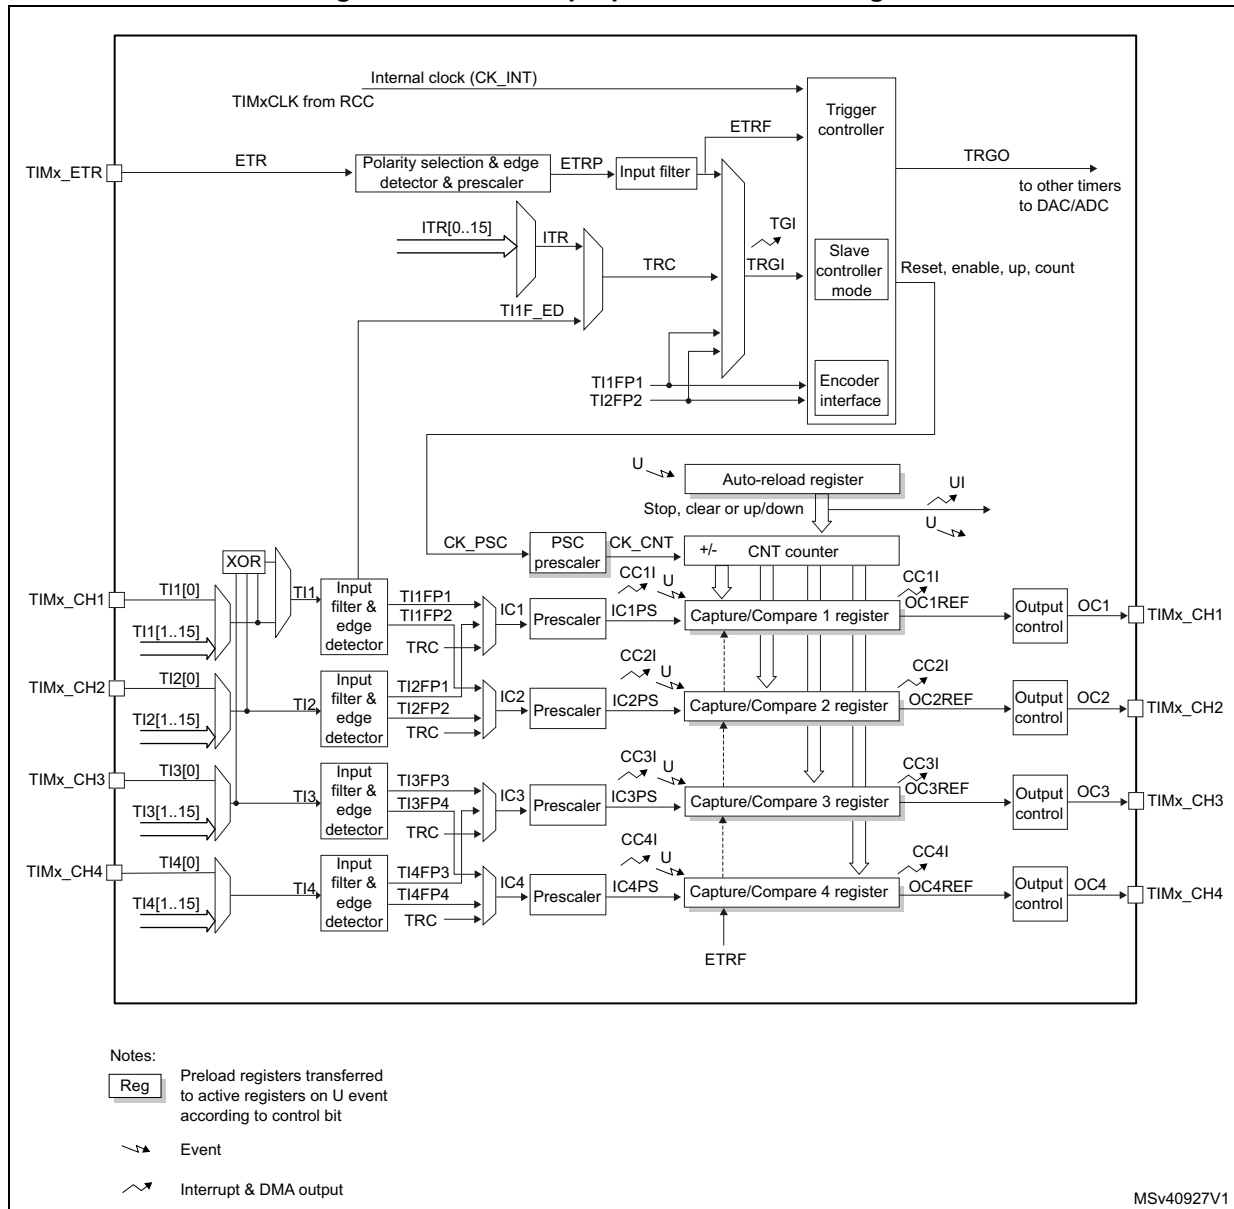 Internal clock (CK_INT)
TIMxCLK from RCC
Trigger
controller
ETRF
TIMx_ETR
ETR
Polarity selection & edge
detector & prescaler
ETRP
Input filter
TRGO
to other timers
to DAC/ADC
ITR[0..15]
ITR
TGI
TRC
TRGI
Slave
controller
mode
Reset, enable, up, count
TI1F_ED
TI1FP1
TI2FP2
Encoder
interface
U
Auto-reload register
UI
Stop, clear or up/down
U
CK_PSC
PSC
prescaler
CK_CNT
+/-
CNT counter
XOR
TIMx_CH1
TI1[0]
TI1[1..15]
TI1
Input
filter &
edge
detector
TI1FP1
TI1FP2
TRC
IC1
Prescaler
IC1PS
CC1I
U
Capture/Compare 1 register
CC1I
OC1REF
Output
control
OC1
TIMx_CH1
TIMx_CH2
TI2[0]
TI2[1..15]
TI2
Input
filter &
edge
detector
TI2FP1
TI2FP2
TRC
IC2
Prescaler
IC2PS
CC2I
U
Capture/Compare 2 register
CC2I
OC2REF
Output
control
OC2
TIMx_CH2
TIMx_CH3
TI3[0]
TI3[1..15]
TI3
Input
filter &
edge
detector
TI3FP3
TI3FP4
TRC
IC3
Prescaler
IC3PS
CC3I
U
Capture/Compare 3 register
CC3I
OC3REF
Output
control
OC3
TIMx_CH3
TIMx_CH4
TI4[0]
TI4[1..15]
TI4
Input
filter &
edge
detector
TI4FP3
TI4FP4
TRC
IC4
Prescaler
IC4PS
CC4I
U
Capture/Compare 4 register
CC4I
OC4REF
Output
control
OC4
TIMx_CH4
ETRF
Notes:
Reg
Preload registers transferred
to active registers on U event
according to control bit
Event
Interrupt & DMA output
MSv40927V1